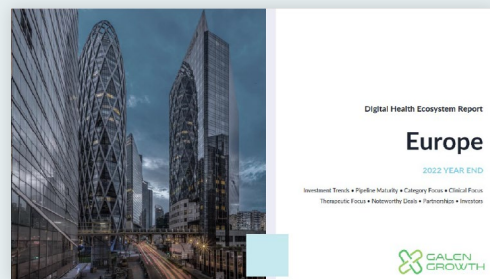 Digital Health Ecosystem Report
Europe
2022 YEAR END
Investment Trends • Pipeline Maturity • Category Focus • Clinical Focus
Therapeutic Focus • Noteworthy Deals • Partnerships • Investors
GALEN
GROWTH